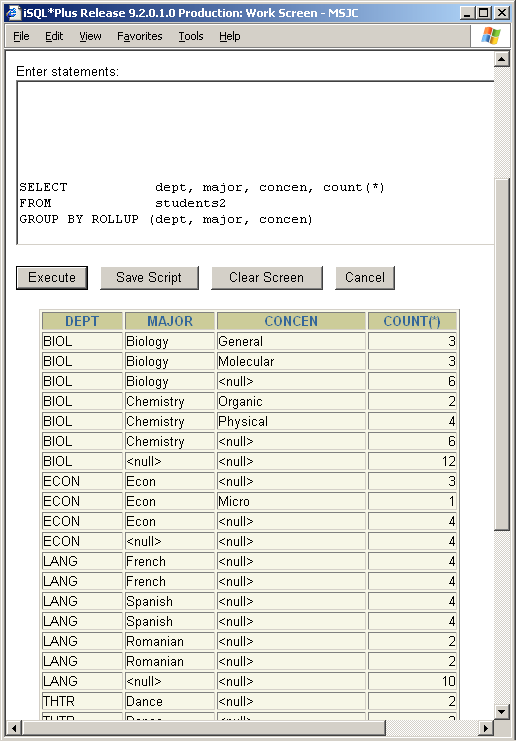 iSQL*Plus Release 9.2.0.1.0 Production: Work Screen - MSJC
File Edit View Favorites Tools Help
Enter statements:
SELECT dept, major, concen, count(*)
FROM students2
GROUP BY ROLLUP (dept, major, concen)
Execute Save Script Clear Screen Cancel
DEPT MAJOR CONCEN COUNT(*)
BIOL Biology General 3
BIOL Biology Molecular 3
BIOL Biology <null> 6
BIOL Chemistry Organic 2
BIOL Chemistry Physical 4
BIOL Chemistry <null> 6
BIOL <null> <null> 12
ECON Econ <null> 3
ECON Econ Micro 1
ECON Econ <null> 4
ECON <null> <null> 4
LANG French <null> 4
LANG French <null> 4
LANG Spanish <null> 4
LANG Spanish <null> 4
LANG Romanian <null> 2
LANG Romanian <null> 2
LANG <null> <null> 10
THTR Dance <null> 2
THTR Dance <null> 2